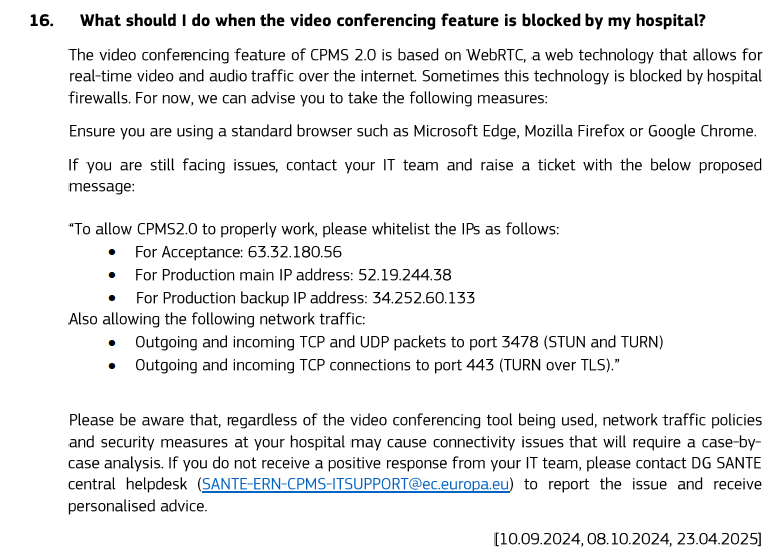 16. What should I do when the video conferencing feature is blocked by my hospital?
The video conferencing feature of CPMS 2.0 is based on WebRTC, a web technology that allows for
real-time video and audio traffic over the internet. Sometimes this technology is blocked by hospital
firewalls. For now, we can advise you to take the following measures:
Ensure you are using a standard browser such as Microsoft Edge, Mozilla Firefox or Google Chrome.
If you are still facing issues, contact your IT team and raise a ticket with the below proposed
message:
"To allow CPMS2.0 to properly work, please whitelist the IPs as follows:
• For Acceptance: 63.32.180.56
• For Production main IP address: 52.19.244.38
• For Production backup IP address: 34.252.60.133
Also allowing the following network traffic:
• Outgoing and incoming TCP and UDP packets to port 3478 (STUN and TURN)
• Outgoing and incoming TCP connections to port 443 (TURN over TLS)."
Please be aware that, regardless of the video conferencing tool being used, network traffic policies
and security measures at your hospital may cause connectivity issues that will require a case-by-
case analysis. If you do not receive a positive response from your IT team, please contact DG SANTE
central helpdesk (SANTE-ERN-CPMS-ITSUPPORT@ec.europa.eu) to report the issue and receive
personalised advice.
[10.09.2024, 08.10.2024, 23.04.2025]